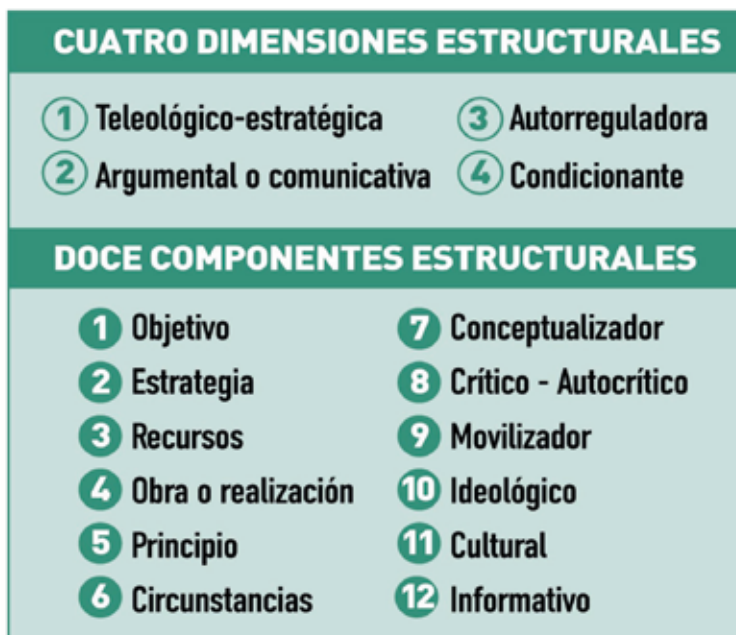 CUATRO DIMENSIONES ESTRUCTURALES
1 Teleológico-estratégica
2 Argumental o comunicativa
3 Autorreguladora
4 Condicionante
DOCE COMPONENTES ESTRUCTURALES
1 Objetivo
2 Estrategia
3 Recursos
4 Obra o realización
5 Principio
6 Circunstancias
7 Conceptualizador
8 Crítico - Autocrítico
9 Movilizador
10 Ideológico
11 Cultural
12 Informativo